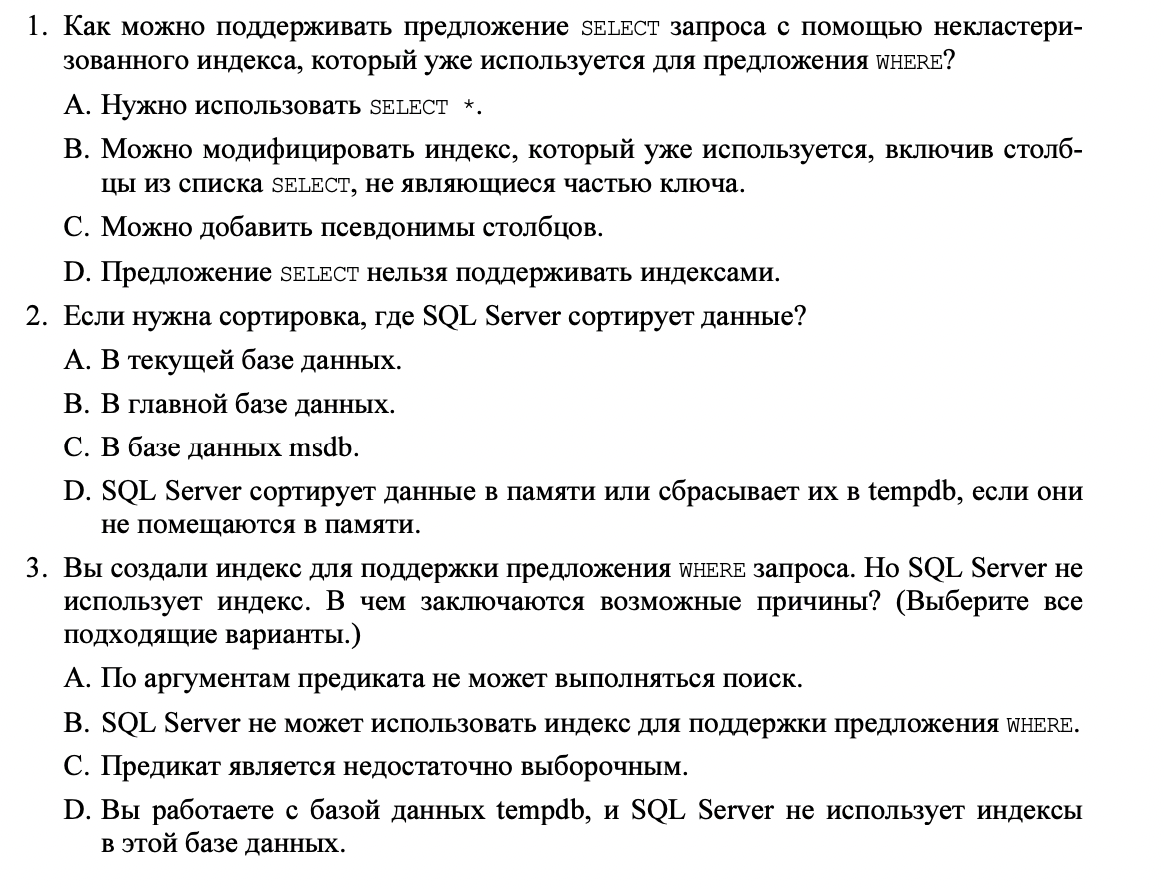 1. Как можно поддерживать предложение SELECT запроса с помощью некластери-
зованного индекса, который уже используется для предложения WHERE?
A. Нужно использовать SELECT *.
B. Можно модифицировать индекс, который уже используется, включив столб-
цы из списка SELECT, не являющиеся частью ключа.
C. Можно добавить псевдонимы столбцов.
D. Предложение SELECT нельзя поддерживать индексами.
2. Если нужна сортировка, где SQL Server сортирует данные?
A. В текущей базе данных.
B. В главной базе данных.
C. В базе данных msdb.
D. SQL Server сортирует данные в памяти или сбрасывает их в tempdb, если они
не помещаются в памяти.
3. Вы создали индекс для поддержки предложения WHERE запроса. Но SQL Server не
использует индекс. В чем заключаются возможные причины? (Выберите все
подходящие варианты.)
A. По аргументам предиката не может выполняться поиск.
B. SQL Server не может использовать индекс для поддержки предложения WHERE.
C. Предикат является недостаточно выборочным.
D. Вы работаете с базой данных tempdb, и SQL Server не использует индексы
в этой базе данных.